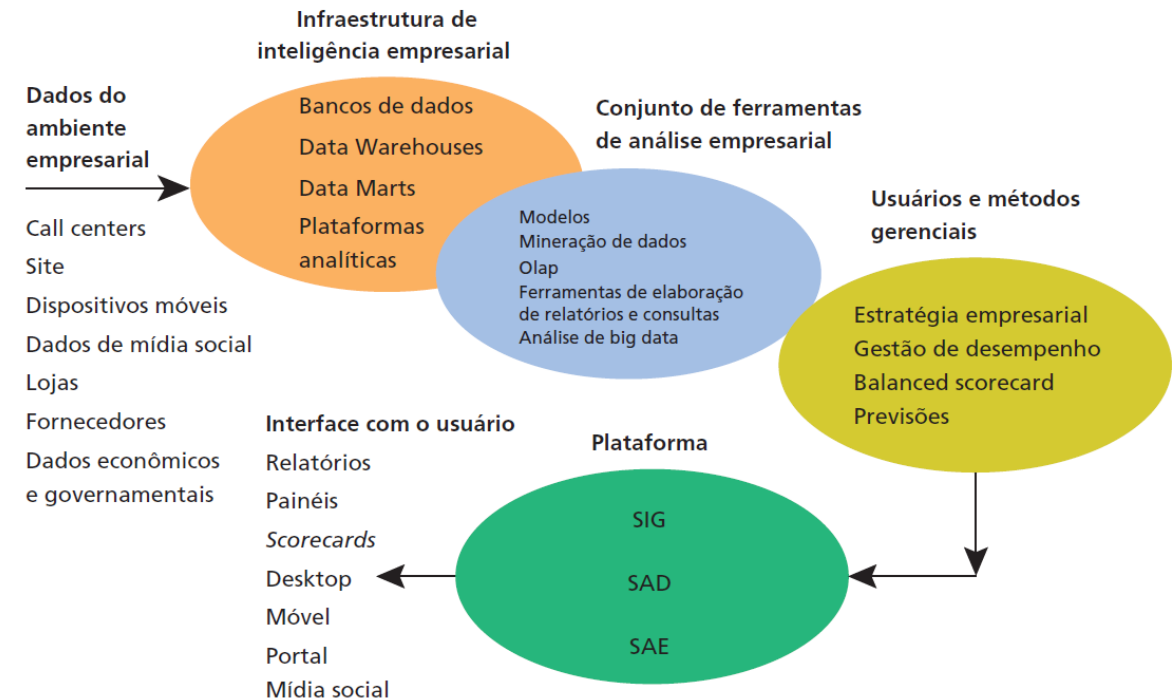 Infraestrutura de
inteligência empresarial
Dados do
ambiente
empresarial
Call centers
Site
Dispositivos móveis
Dados de mídia social
Lojas
Fornecedores
Dados econômicos
e governamentais
Bancos de dados
Data Warehouses
Data Marts
Plataformas
analíticas
Conjunto de ferramentas
de análise empresarial
Modelos
Mineração de dados
Olap
Ferramentas de elaboração
de relatórios e consultas
Análise de big data
Usuários e métodos
gerenciais
Estratégia empresarial
Gestão de desempenho
Balanced scorecard
Previsões
Plataforma
SIG
SAD
SAE
Interface com o usuário
Relatórios
Painéis
Scorecards
Desktop
Móvel
Portal
Mídia social